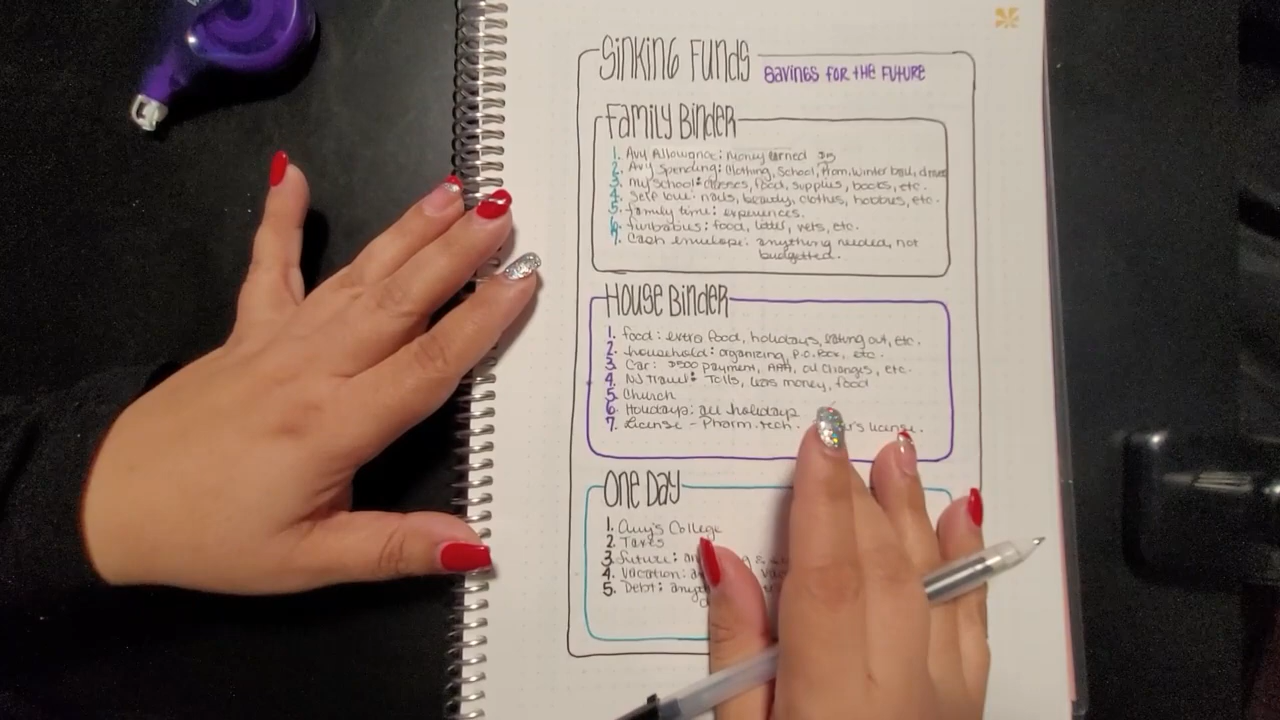 Sinking Funds SAVINGS FOR THE FUTURE
Family Binder
1. Avy Allowance: money earned $5
2. Avy Spending: Clothing, School, Prom, Winter ball, dress
3. my school: classes, food, supplies, books, etc.
4. Self love: nails, beauty, clothes, hobbies, etc.
5. family time: experiences.
6. furbabies: food, litter, vets, etc.
7. Cash envelope: anything needed, not
budgetted.
House Binder
1. food: extra food, holidays, eating out, etc.
2. household: organizing, P.O. Box, etc.
3. Car: $500 payment, AAA, oil changes, etc.
4. NJ Travel: Tolls, gas money, food
5. Church
6. Holidays: all holidays
7. License - Pharm. tech. license.
One Day
1. Avy's College
2. Taxes
3. future:
4. Vacation:
5. Debt: